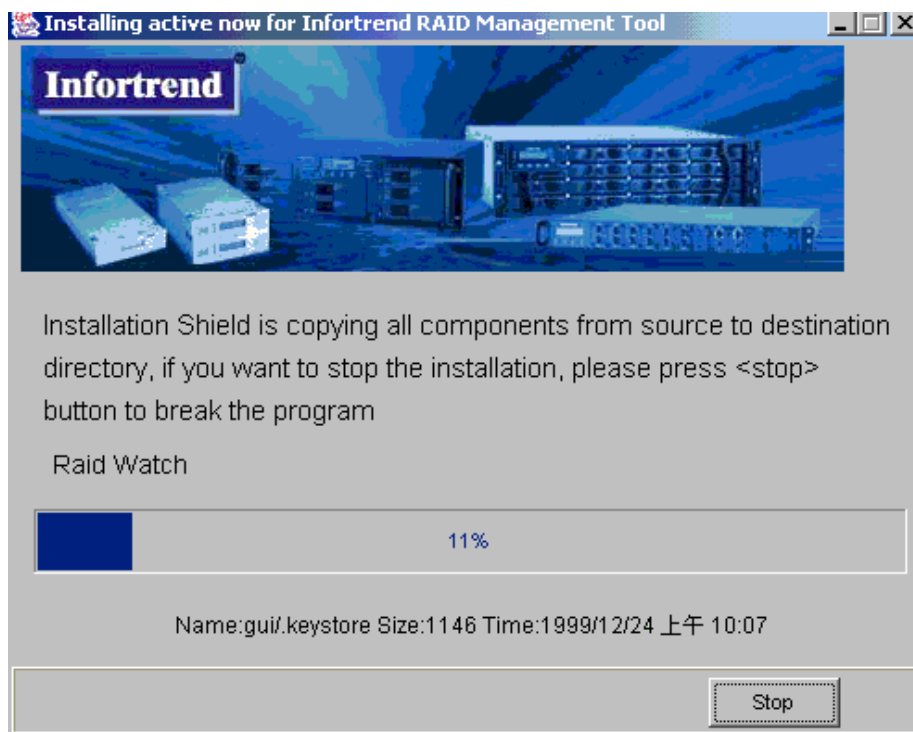 Installing active now for Infortrend RAID Management Tool
Infortrend
Installation Shield is copying all components from source to destination
directory, if you want to stop the installation, please press <stop>
button to break the program
Raid Watch
11%
Name:gui/.keystore Size:1146 Time:1999/12/24 上午 10:07
Stop